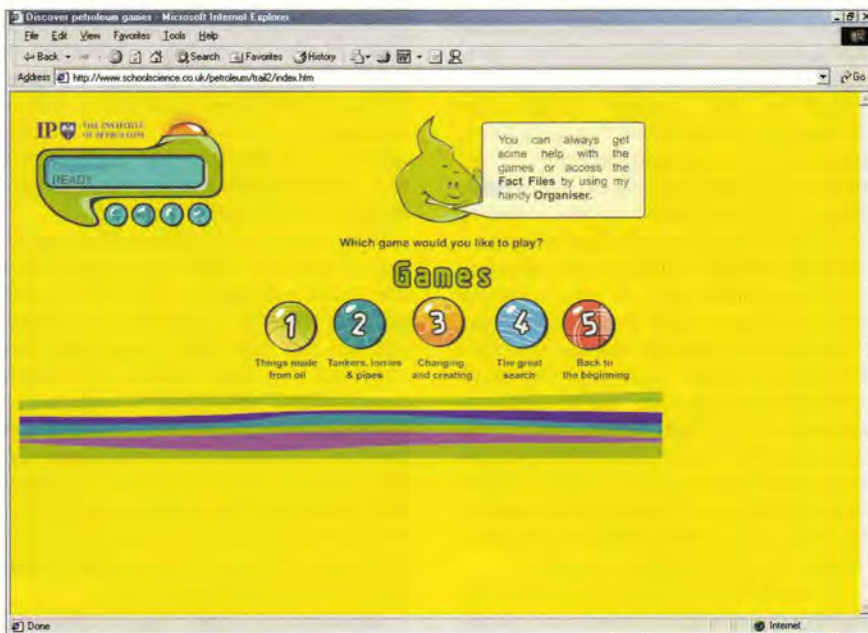 Discover petroleum games - Microsoft Internet Explorer
File Edit View Favorites Tools Help
Back Search Favorites History
Address http://www.schoolscience.co.uk/petroleum/trail2/index.htm Go
IP THE INSTITUTE
OF PETROLEUM
READY
You can always get
some help with the
games or access the
Fact Files by using my
handy Organiser.
Which game would you like to play?
Games
1 2 3 4 5
Things made Tankers, lorries Changing The great Back to
from oil & pipes and creating search the beginning
Done Internet